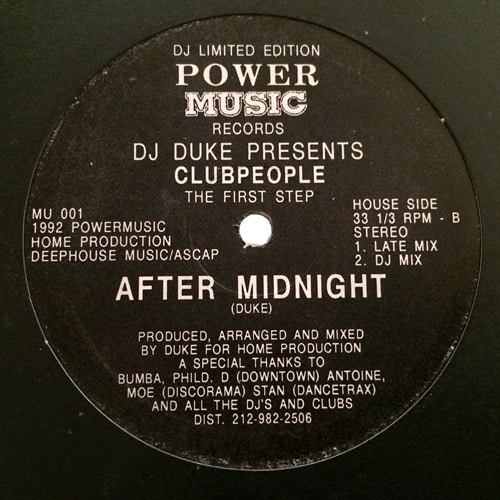 DJ LIMITED EDITION
POWER
MUSIC
RECORDS
DJ DUKE PRESENTS
CLUBPEOPLE
THE FIRST STEP
MU 001
1992 POWERMUSIC
HOME PRODUCTION
DEEPHOUSE MUSIC/ASCAP
HOUSE SIDE
33 1/3 RPM - B
STEREO
1. LATE MIX
2. DJ MIX
AFTER MIDNIGHT
(DUKE)
PRODUCED, ARRANGED AND MIXED
BY DUKE FOR HOME PRODUCTION
A SPECIAL THANKS TO
BUMBA, PHILD. D (DOWNTOWN) ANTOINE,
MOE (DISCORAMA) STAN (DANCETRAX)
AND ALL THE DJ'S AND CLUBS
DIST. 212-982-2506